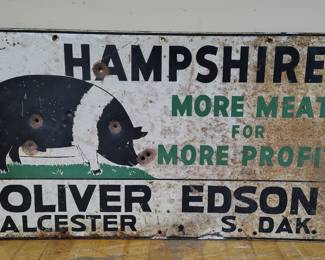 HAMPSHIRE
MORE MEAT
FOR
MORE PROFIT
OLIVER EDSON
ALCESTER S. DAK.